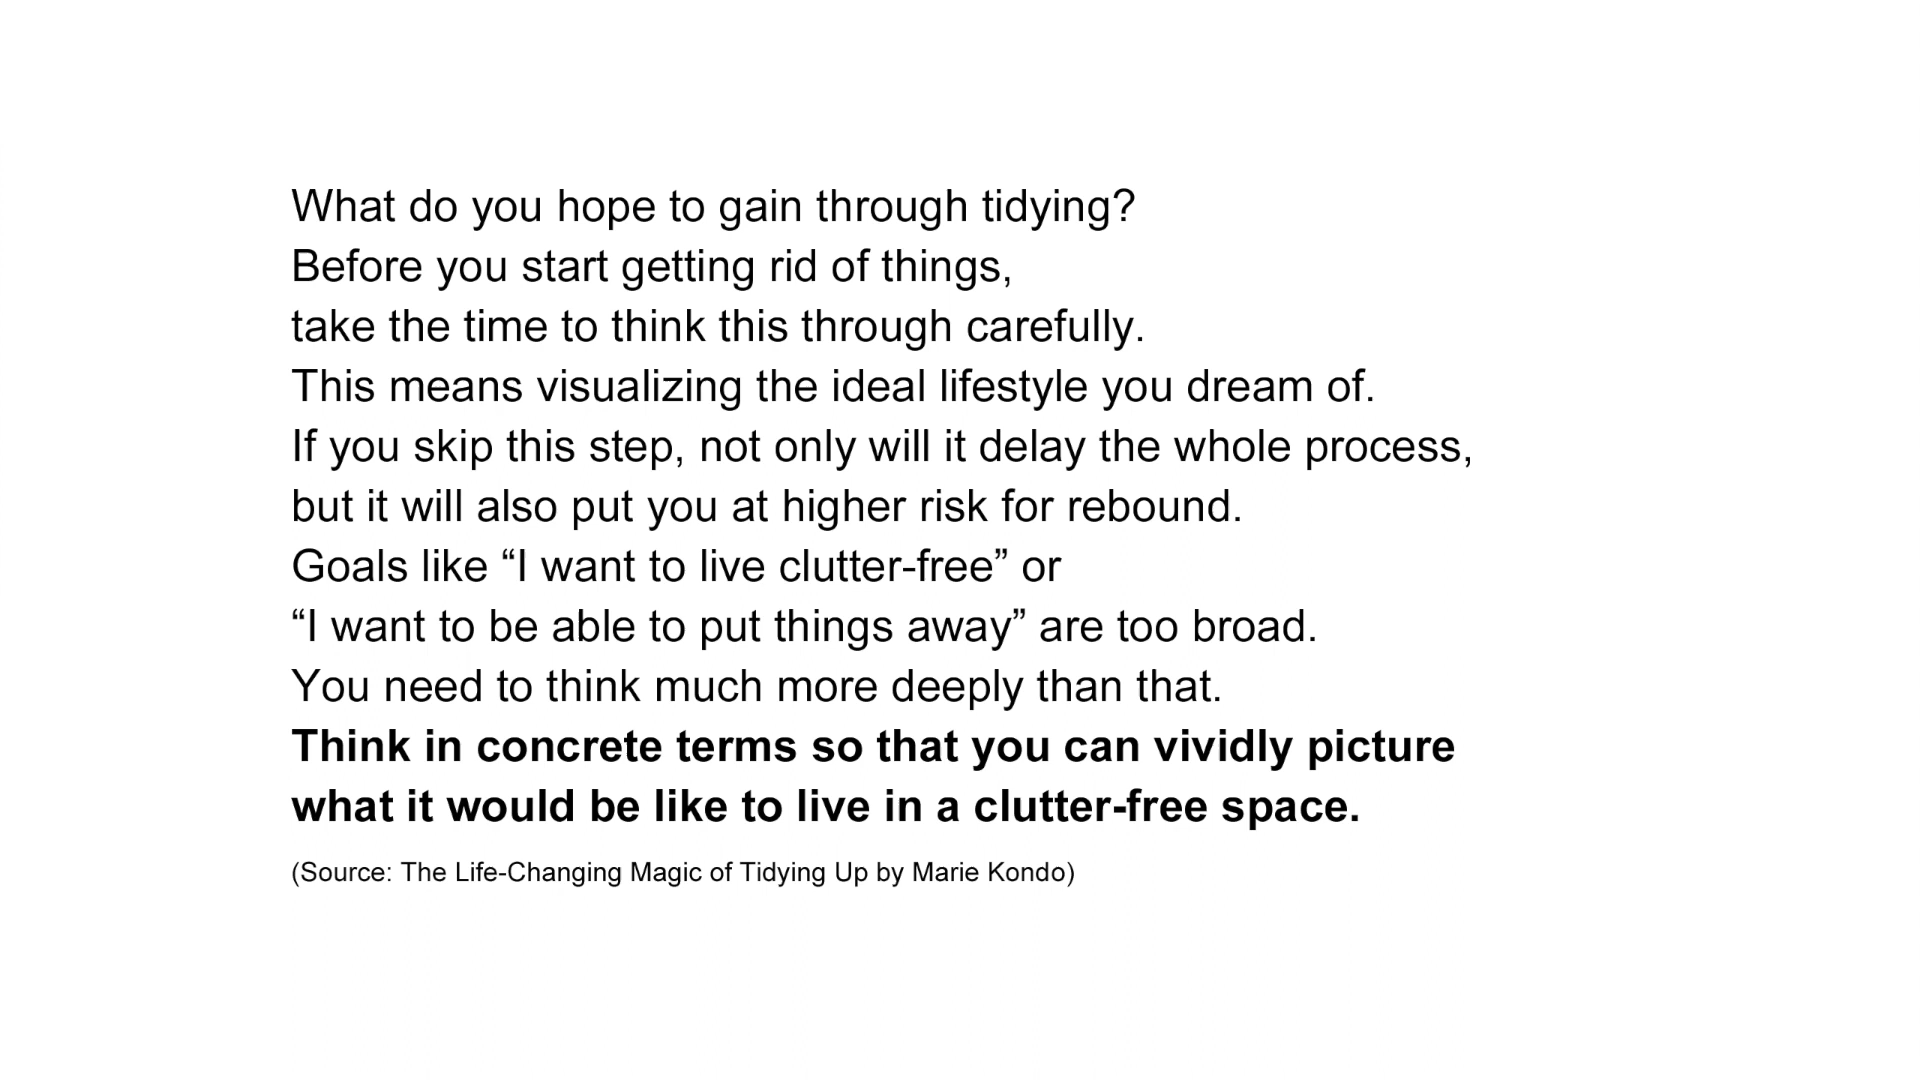 What do you hope to gain through tidying?
Before you start getting rid of things,
take the time to think this through carefully.
This means visualizing the ideal lifestyle you dream of.
If you skip this step, not only will it delay the whole process,
but it will also put you at higher risk for rebound.
Goals like “I want to live clutter-free” or
“I want to be able to put things away” are too broad.
You need to think much more deeply than that.
Think in concrete terms so that you can vividly picture
what it would be like to live in a clutter-free space.
(Source: The Life-Changing Magic of Tidying Up by Marie Kondo)